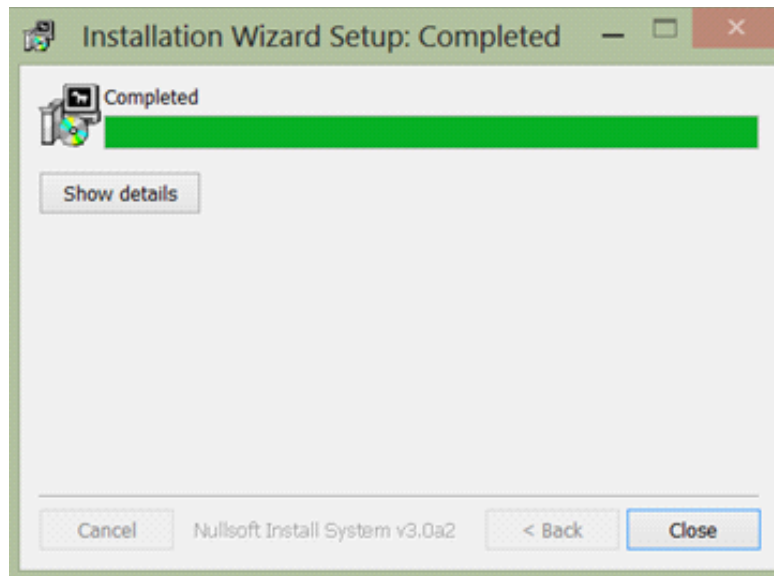 Installation Wizard Setup: Completed
Completed
Show details
Cancel Nullsoft Install System v3.0a2 < Back Close